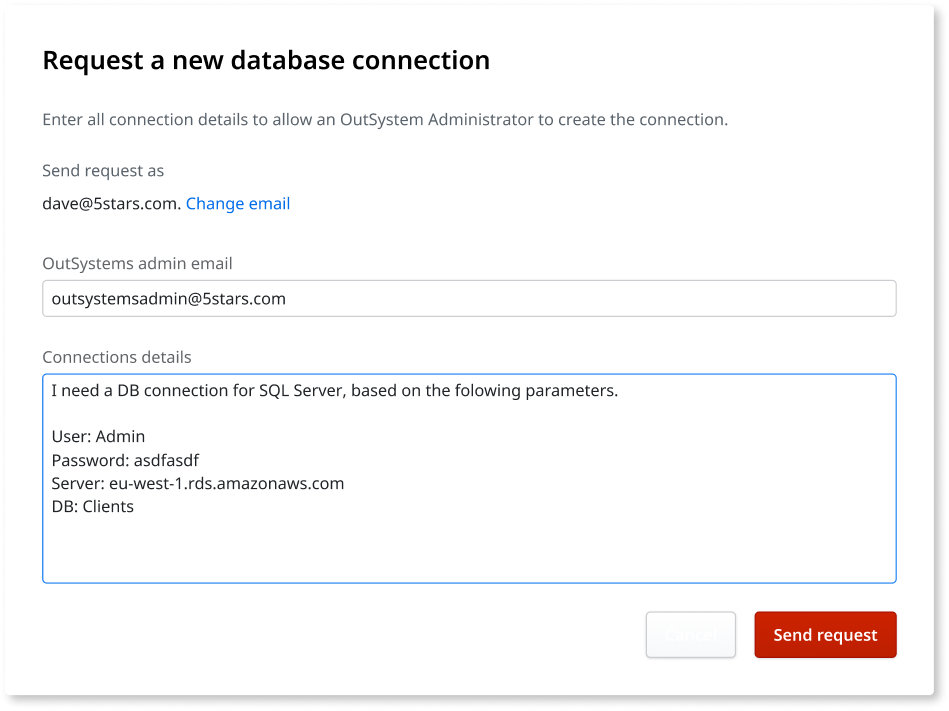 Request a new database connection
Enter all connection details to allow an OutSystem Administrator to create the connection.
Send request as
dave@5stars.com. Change email
OutSystems admin email
outsystemsadmin@5stars.com
Connections details
I need a DB connection for SQL Server, based on the folowing parameters.
User: Admin
Password: asdfasdf
Server: eu-west-1.rds.amazonaws.com
DB: Clients
Cancel Send request